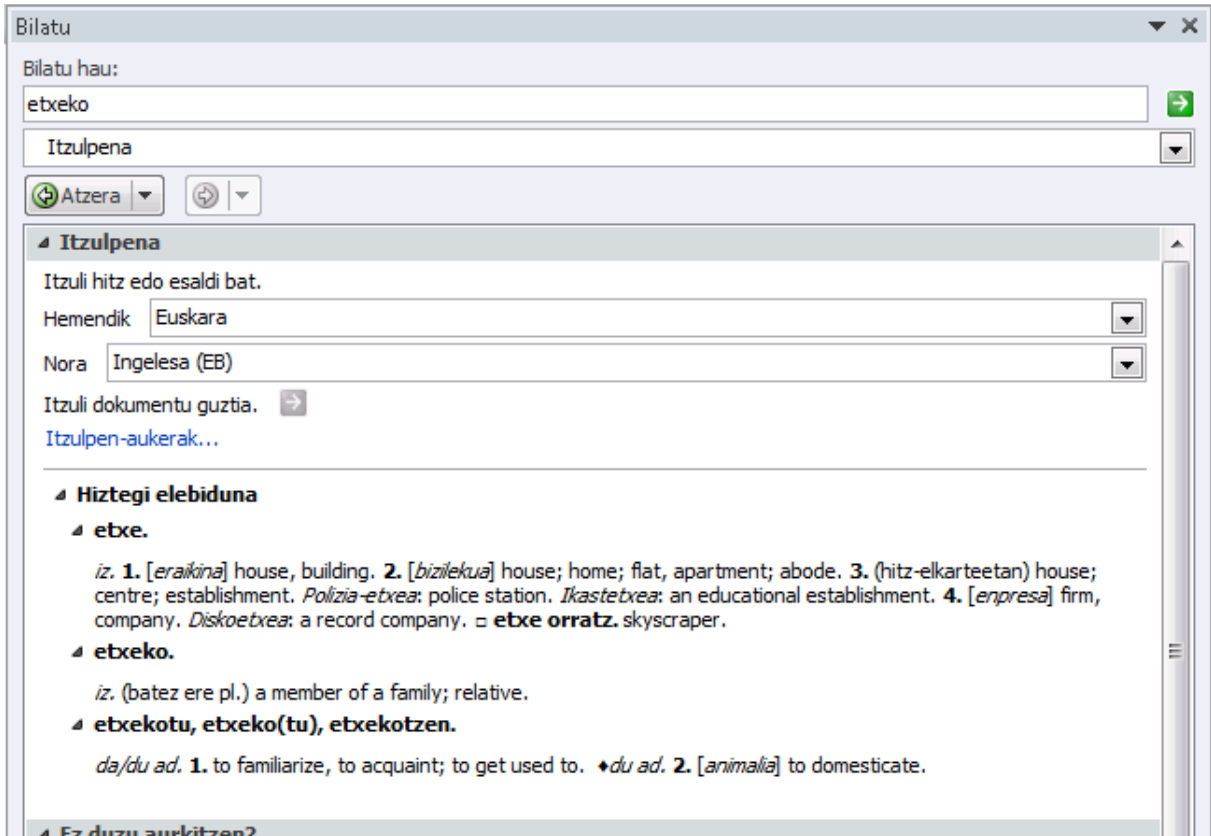 Bilatu
Bilatu hau:
etxeko
Itzulpena
Atzera
Itzulpena
Itzuli hitz edo esaldi bat.
Hemendik Euskara
Nora Ingelesa (EB)
Itzuli dokumentu guztia.
Itzulpen-aukerak...
Hiztegi elebiduna
etxe.
iz. 1. [eraikina] house, building. 2. [bizilekua] house; home; flat, apartment; abode. 3. (hitz-elkarteetan) house;
centre; establishment. Polizia-etxea: police station. Ikastetxea: an educational establishment. 4. [enpresa] firm,
company. Diskoetxea: a record company. □ etxe orratz. skyscraper.
etxeko.
iz. (batez ere pl.) a member of a family; relative.
etxekotu, etxeko(tu), etxekotzen.
da/du ad. 1. to familiarize, to acquaint; to get used to. ♦du ad. 2. [animalia] to domesticate.
Ez duzu aurkitzen?